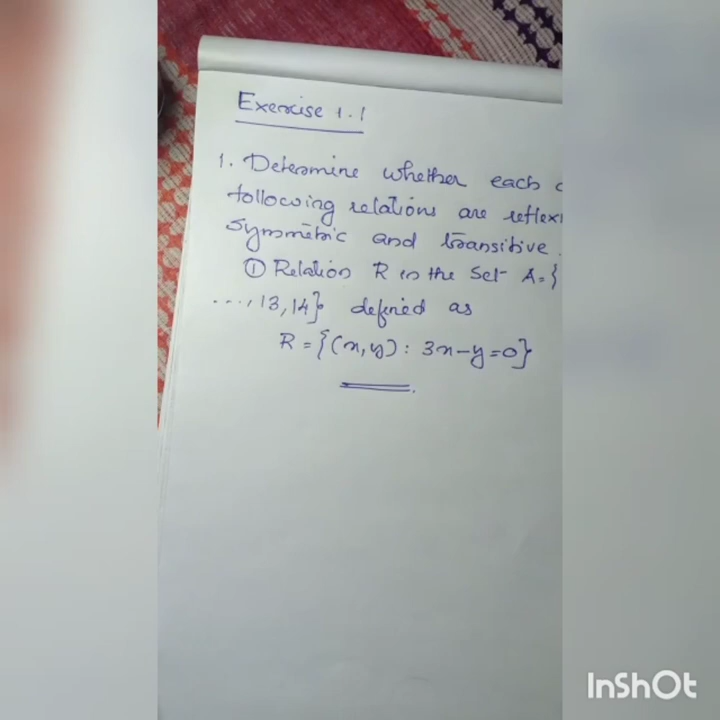 Exercise 1.1
1. Determine whether each
following relations are reflexi
Symmetric and transitive.
① Relation R in the Set A={
...,13,14} defined as
R={(x,y): 3x-y=0}
InShOt